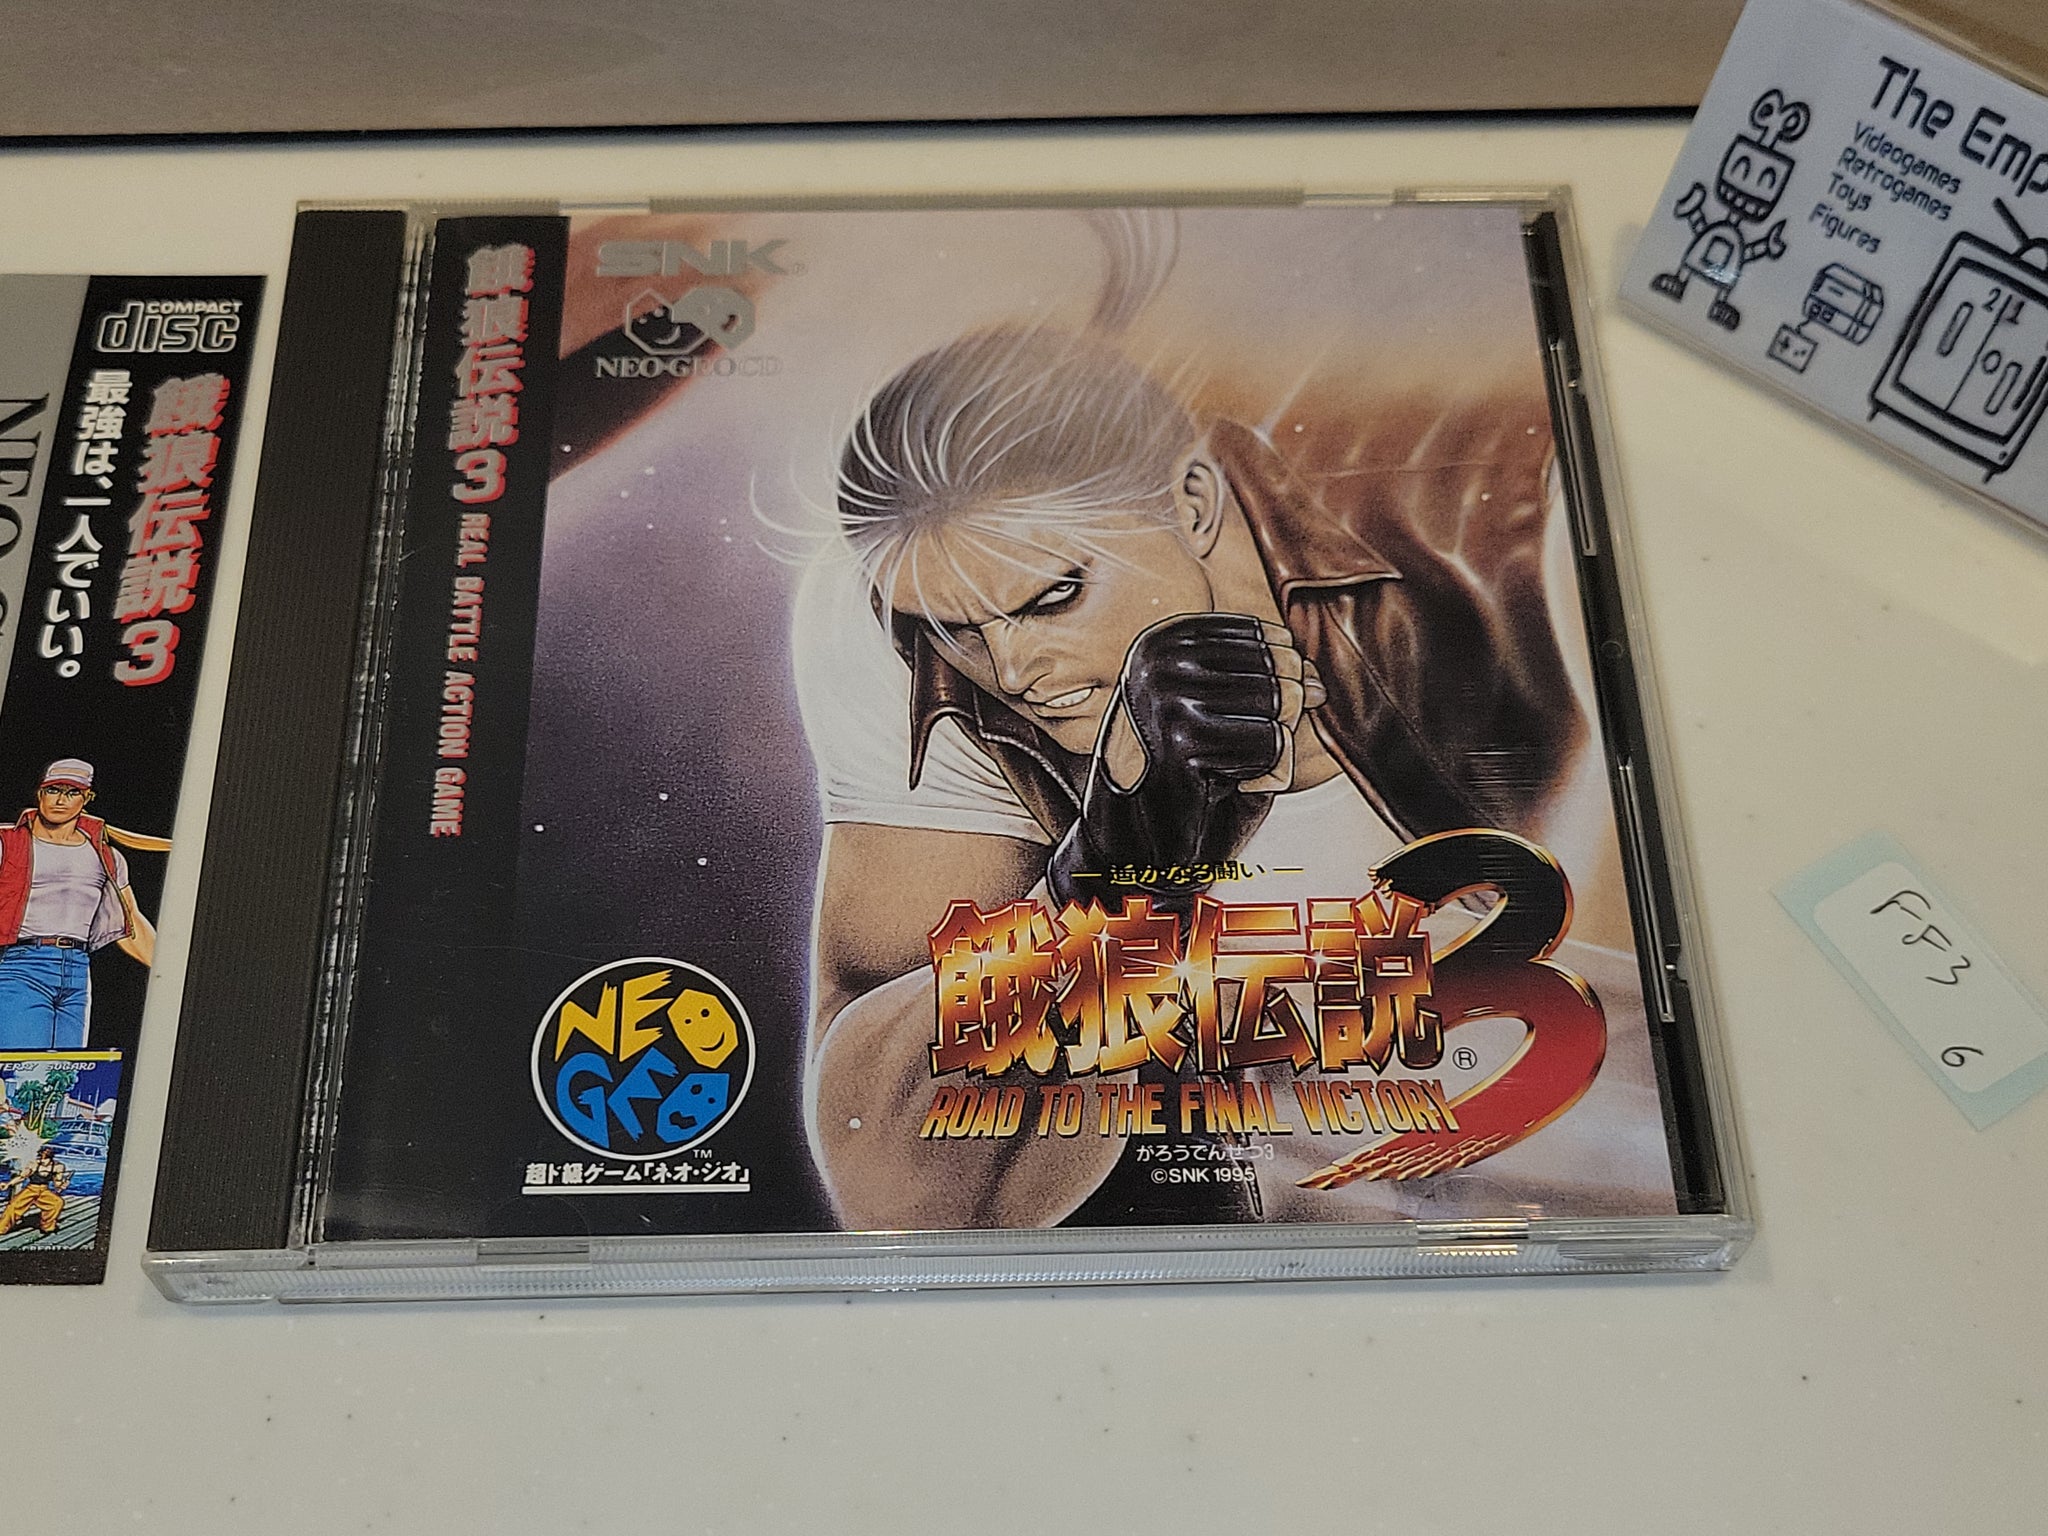 COMPACT
disc
餓狼伝説3
最強は、一人でいい。
TERRY BOGARD
餓狼伝説3 REAL BATTLE ACTION GAME
SNK
NEO·GEO CD
NEO
GEO
TM
超ド級ゲーム「ネオ・ジオ」
— 遥かなる闘い —
餓狼伝説3®
ROAD TO THE FINAL VICTORY
がろうでんせつ3
©SNK 1995
The Emp
Videogames
Retrogames
Toys
Figures
FF3
6